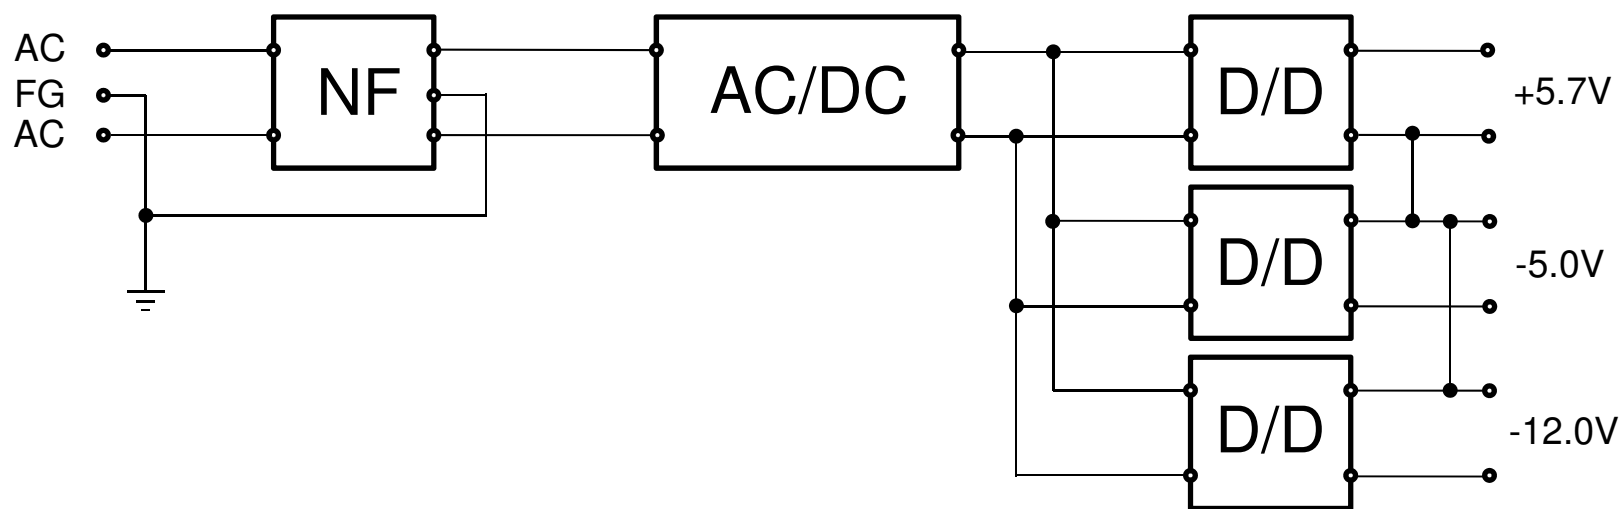 AC
FG
AC
NF
AC/DC
D/D
+5.7V
D/D
-5.0V
D/D
-12.0V